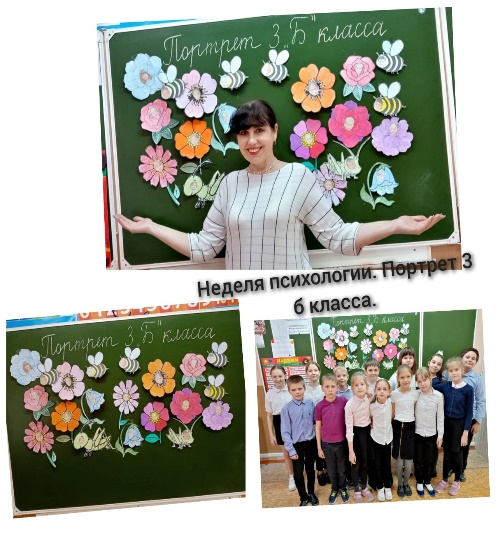 Портрет 3 „Б" класса
Неделя психологии. Портрет 3
б класса.
Портрет 3 „Б" класса
Портрет 3 „Б" класса